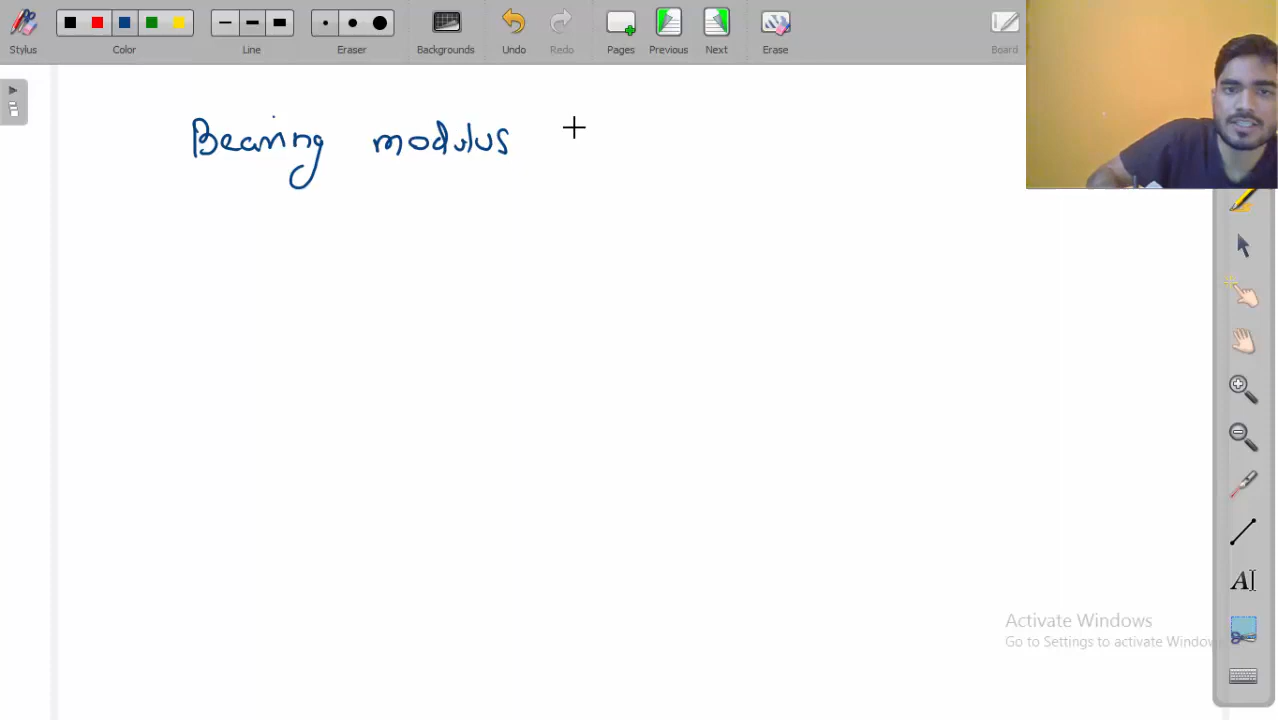 Stylus Color Line Eraser Backgrounds Undo Redo Pages Previous Next Erase Board
Bearing modulus
A
Activate Windows
Go to Settings to activate Window